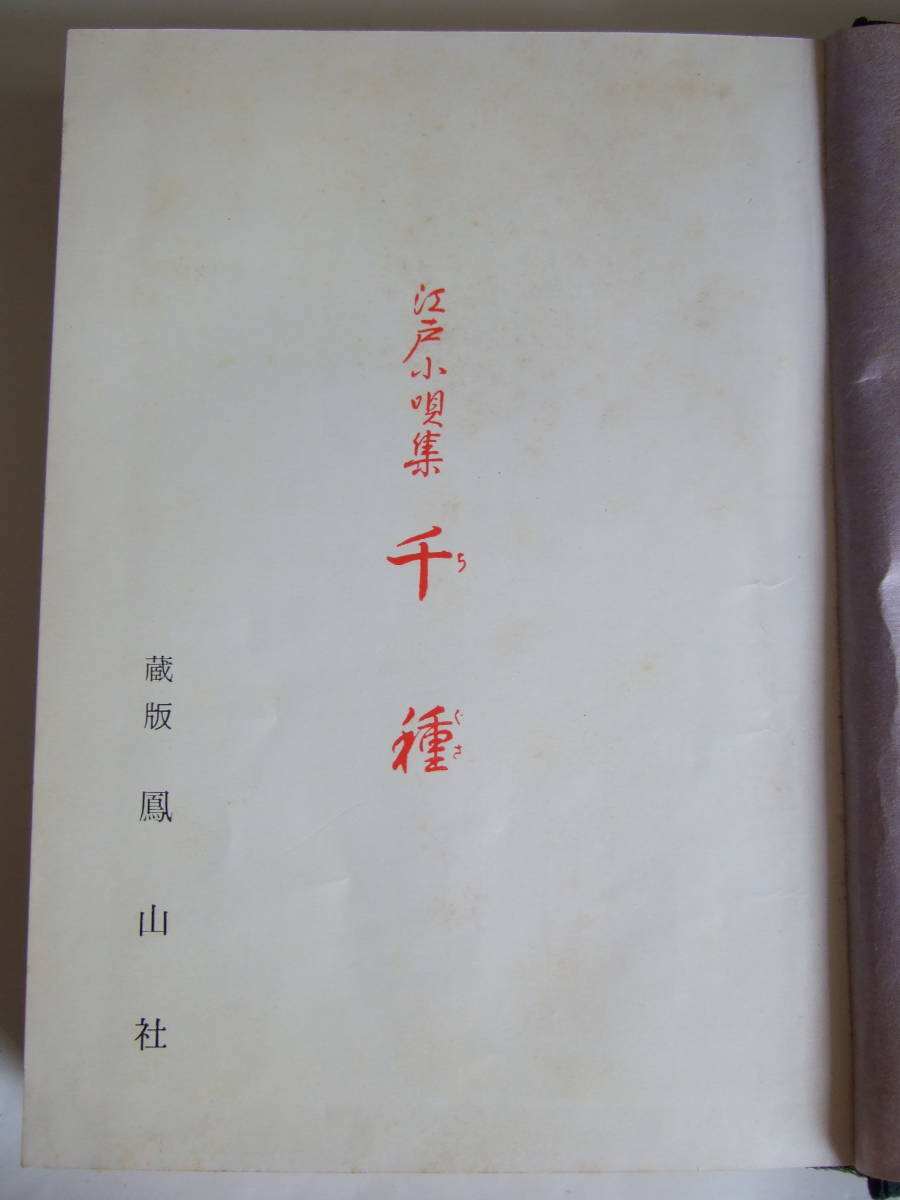 江戸小唄集 千種
ち ぐさ
蔵版 鳳山社